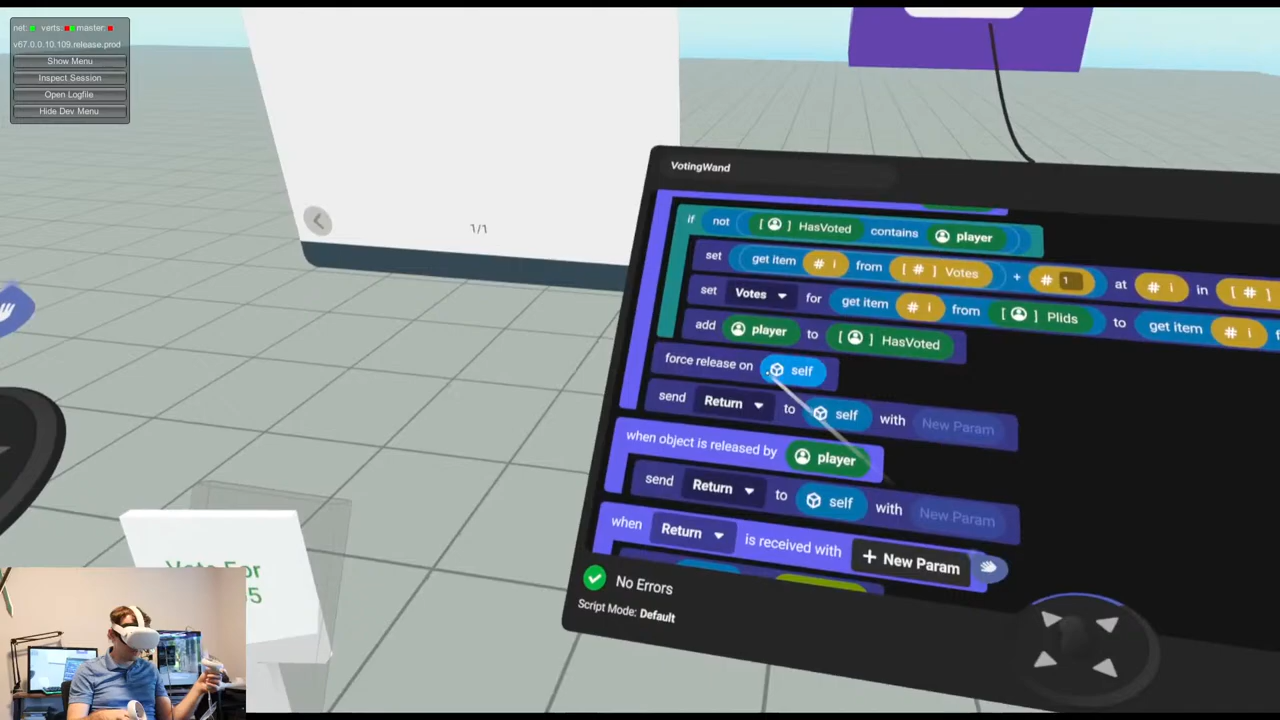 net: verts: master
v67.0.0.10.109.release.prod
Show Menu
Inspect Session
Open Logfile
Hide Dev Menu
1/1
VotingWand
if not [ ] HasVoted contains player
set get item # i from [ # ] Votes + # 1 at # i in [ # ]
set Votes for get item # i from [ ] Plids to get item # i
add player to [ ] HasVoted
force release on self
send Return to self with New Param
when object is released by player
send Return to self with New Param
when Return is received with + New Param
No Errors
Script Mode: Default
Vote For
5